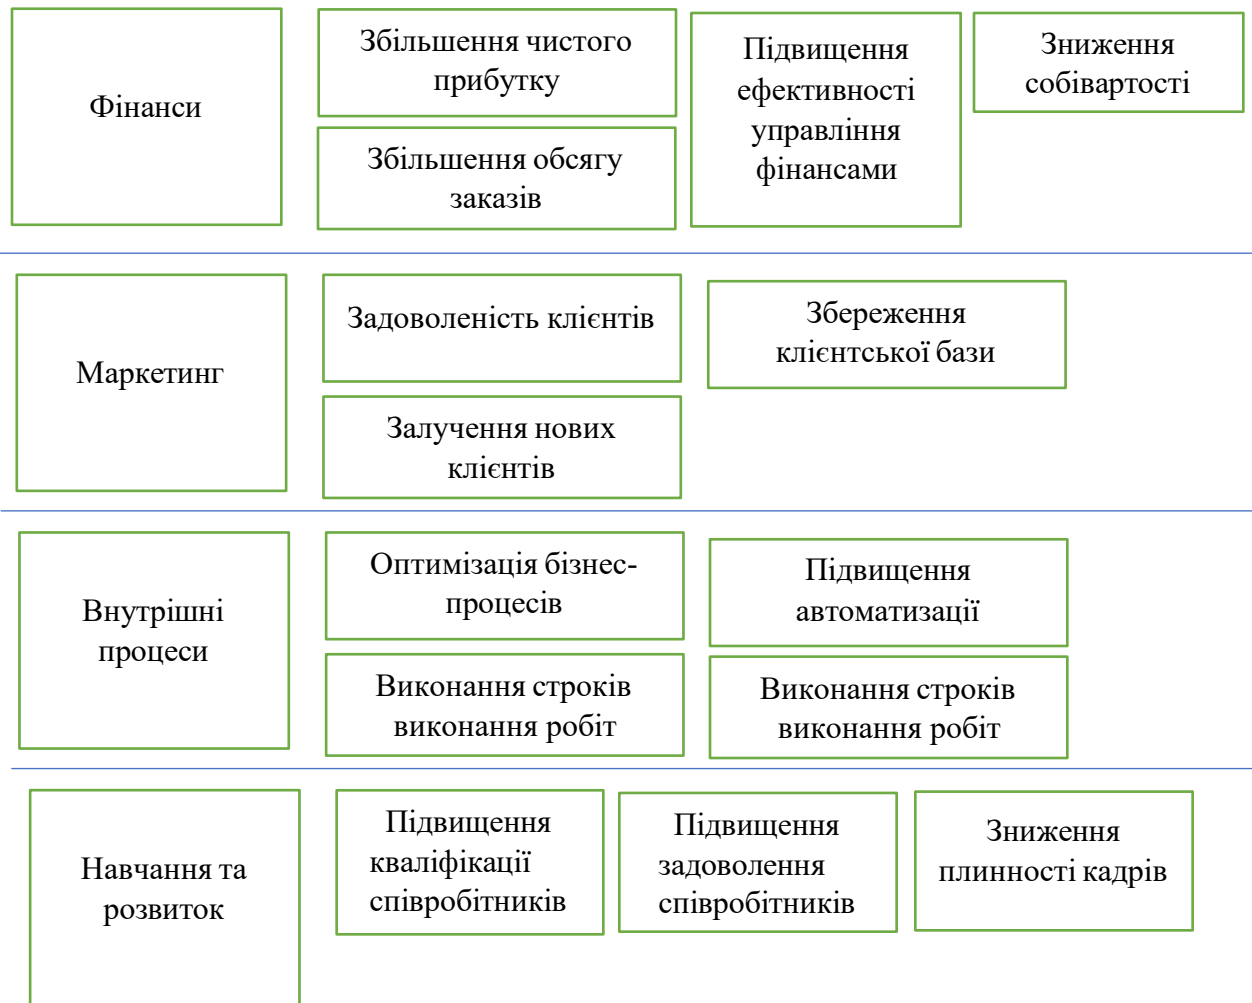 Фінанси
Збільшення чистого
прибутку
Збільшення обсягу
заказів
Підвищення
ефективності
управління
фінансами
Зниження
собівартості
Маркетинг
Задоволеність клієнтів
Залучення нових
клієнтів
Збереження
клієнтської бази
Внутрішні
процеси
Оптимізація бізнес-
процесів
Підвищення
автоматизації
Виконання строків
виконання робіт
Виконання строків
виконання робіт
Навчання та
розвиток
Підвищення
кваліфікації
співробітників
Підвищення
задоволення
співробітників
Зниження
плинності кадрів